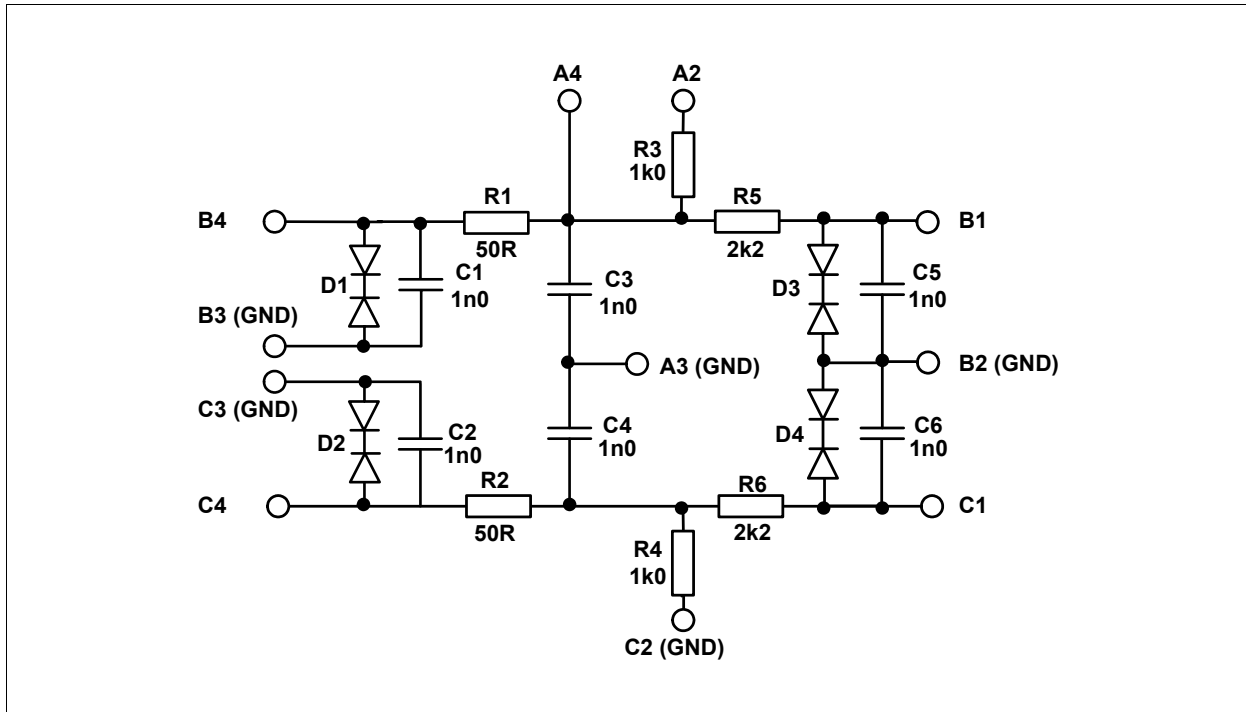 A4
A2
R3
1k0
R1
50R
R5
2k2
B4
B1
D1
C1
1n0
C3
1n0
D3
C5
1n0
B3 (GND)
A3 (GND)
B2 (GND)
C3 (GND)
D2
C2
1n0
C4
1n0
D4
C6
1n0
R2
50R
R6
2k2
C4
C1
R4
1k0
C2 (GND)